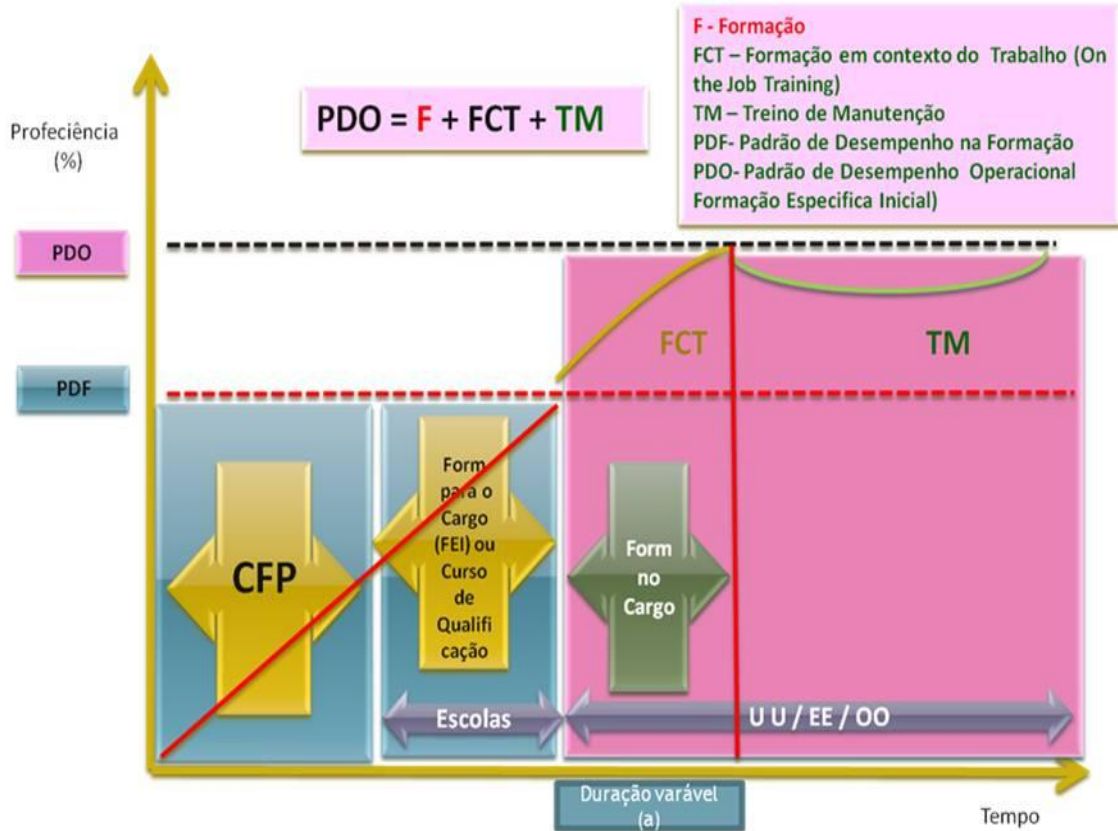 F - Formação
FCT – Formação em contexto do Trabalho (On
the Job Training)
TM – Treino de Manutenção
PDF- Padrão de Desempenho na Formação
PDO- Padrão de Desempenho Operacional
Formação Especifica Inicial)
PDO = F + FCT + TM
Profeciência
(%)
PDO
PDF
FCT
TM
CFP
Form
para o
Cargo
(FEI) ou
Curso
de
Qualifi
cação
Form
no
Cargo
Escolas
U U / EE / OO
Duração varável
(a)
Tempo